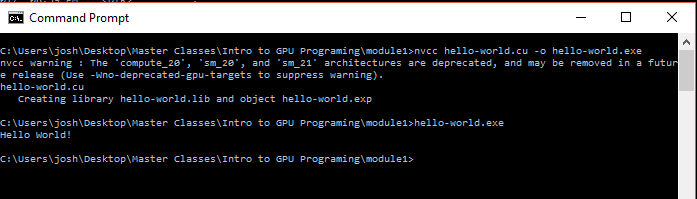 Command Prompt
C:\Users\josh\Desktop\Master Classes\Intro to GPU Programing\module1>nvcc hello-world.cu -o hello-world.exe
nvcc warning : The 'compute_20', 'sm_20', and 'sm_21' architectures are deprecated, and may be removed in a futur
e release (Use -Wno-deprecated-gpu-targets to suppress warning).
hello-world.cu
   Creating library hello-world.lib and object hello-world.exp
C:\Users\josh\Desktop\Master Classes\Intro to GPU Programing\module1>hello-world.exe
Hello World!
C:\Users\josh\Desktop\Master Classes\Intro to GPU Programing\module1>